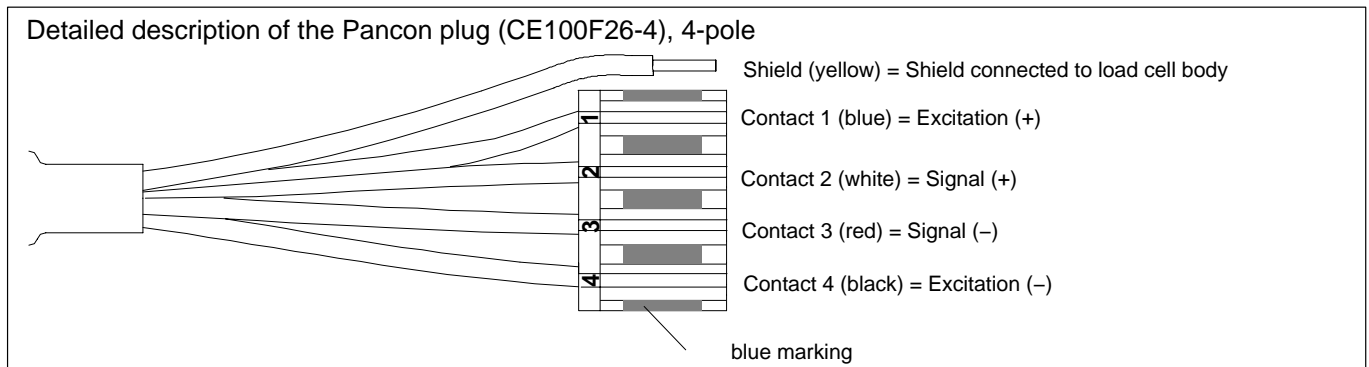 Detailed description of the Pancon plug (CE100F26-4), 4-pole
Shield (yellow) = Shield connected to load cell body
1
Contact 1 (blue) = Excitation (+)
2
Contact 2 (white) = Signal (+)
3
Contact 3 (red) = Signal (−)
4
Contact 4 (black) = Excitation (−)
blue marking